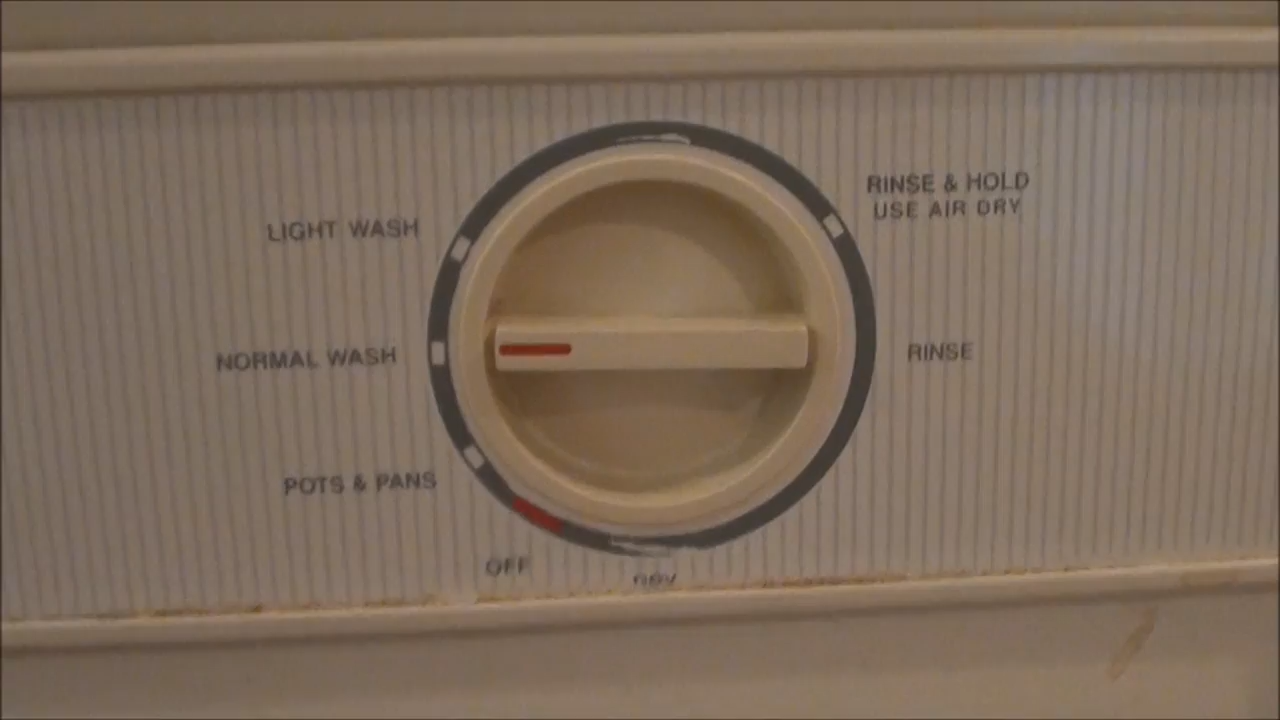 RINSE & HOLD
USE AIR DRY
LIGHT WASH
RINSE
NORMAL WASH
POTS & PANS
OFF